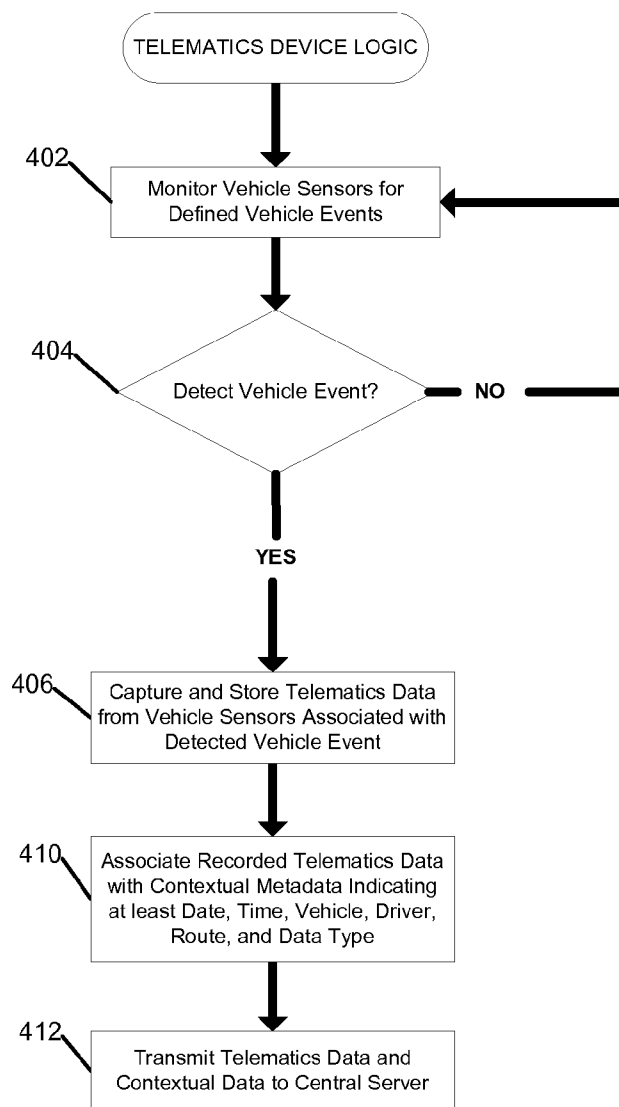 TELEMATICS DEVICE LOGIC
402
Monitor Vehicle Sensors for
Defined Vehicle Events
404
Detect Vehicle Event?
NO
YES
406
Capture and Store Telematics Data
from Vehicle Sensors Associated with
Detected Vehicle Event
410
Associate Recorded Telematics Data
with Contextual Metadata Indicating
at least Date, Time, Vehicle, Driver,
Route, and Data Type
412
Transmit Telematics Data and
Contextual Data to Central Server